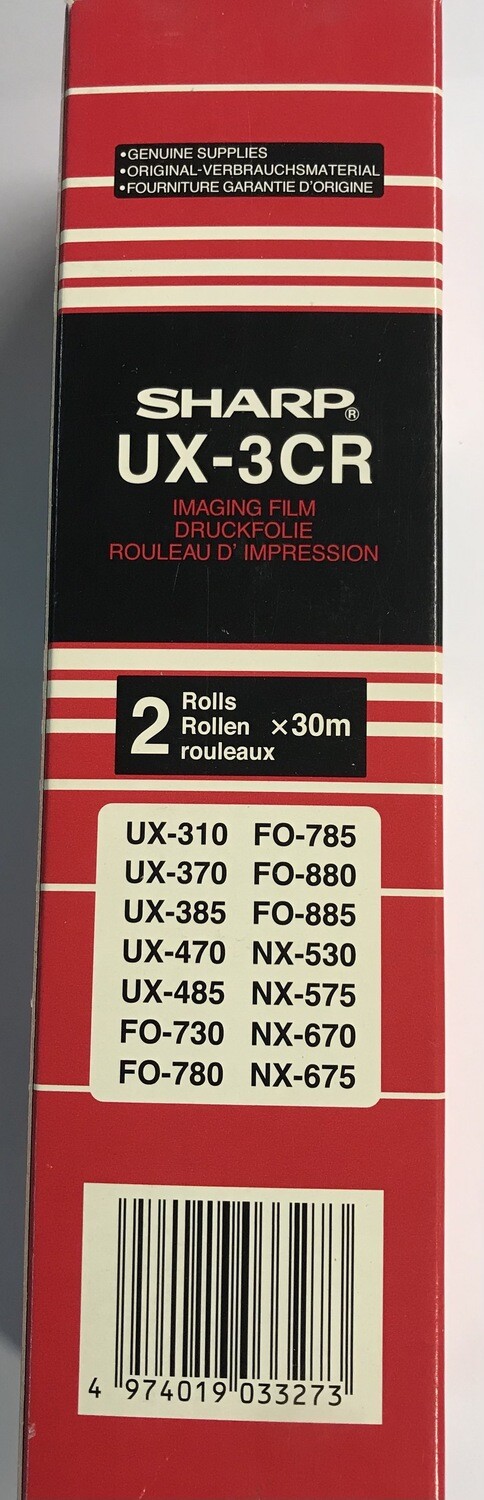 •GENUINE SUPPLIES
•ORIGINAL-VERBRAUCHSMATERIAL
•FOURNITURE GARANTIE D'ORIGINE
SHARP®
UX-3CR
IMAGING FILM
DRUCKFOLIE
ROULEAU D' IMPRESSION
2 Rolls
Rollen ×30m
rouleaux
UX-310 FO-785
UX-370 FO-880
UX-385 FO-885
UX-470 NX-530
UX-485 NX-575
FO-730 NX-670
FO-780 NX-675
4 974019 033273